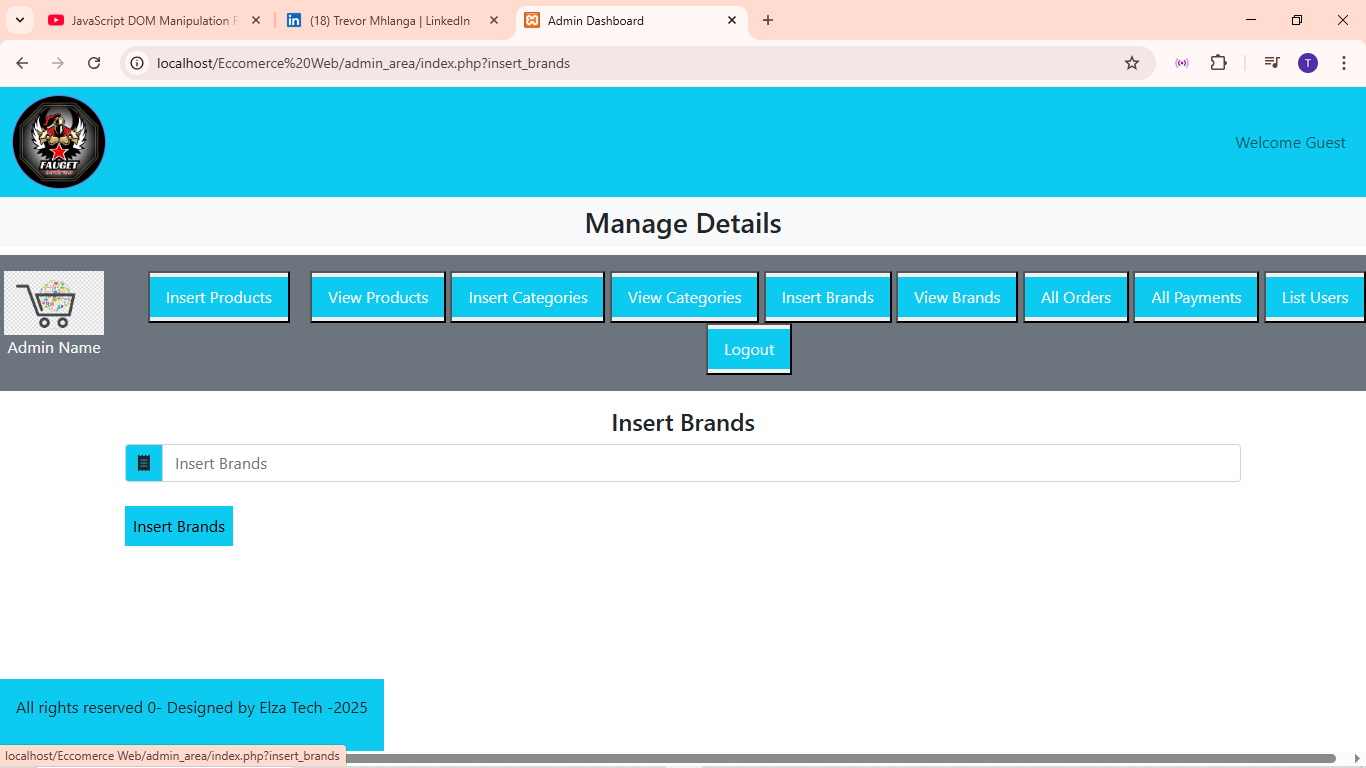 JavaScript DOM Manipulation F
(18) Trevor Mhlanga | LinkedIn
Admin Dashboard
localhost/Eccomerce%20Web/admin_area/index.php?insert_brands
T
FAUGET
Welcome Guest
Manage Details
Insert Products
View Products
Insert Categories
View Categories
Insert Brands
View Brands
All Orders
All Payments
List Users
Admin Name
Logout
Insert Brands
Insert Brands
Insert Brands
All rights reserved 0- Designed by Elza Tech -2025
localhost/Eccomerce Web/admin_area/index.php?insert_brands